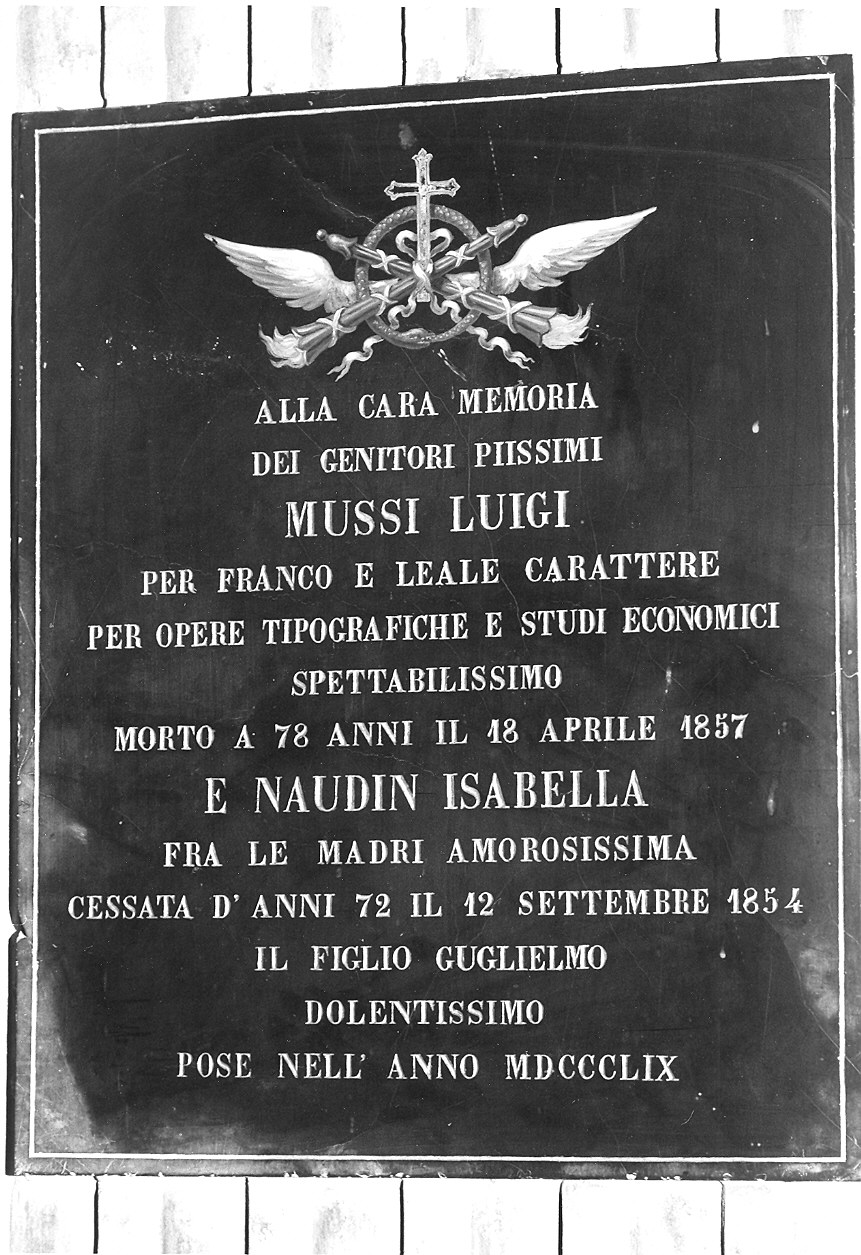 ALLA CARA MEMORIA
DEI GENITORI PIISSIMI
MUSSI LUIGI
PER FRANCO E LEALE CARATTERE
PER OPERE TIPOGRAFICHE E STUDI ECONOMICI
SPETTABILISSIMO
MORTO A 78 ANNI IL 18 APRILE 1857
E NAUDIN ISABELLA
FRA LE MADRI AMOROSISSIMA
CESSATA D' ANNI 72 IL 12 SETTEMBRE 1854
IL FIGLIO GUGLIELMO
DOLENTISSIMO
POSE NELL' ANNO MDCCCLIX